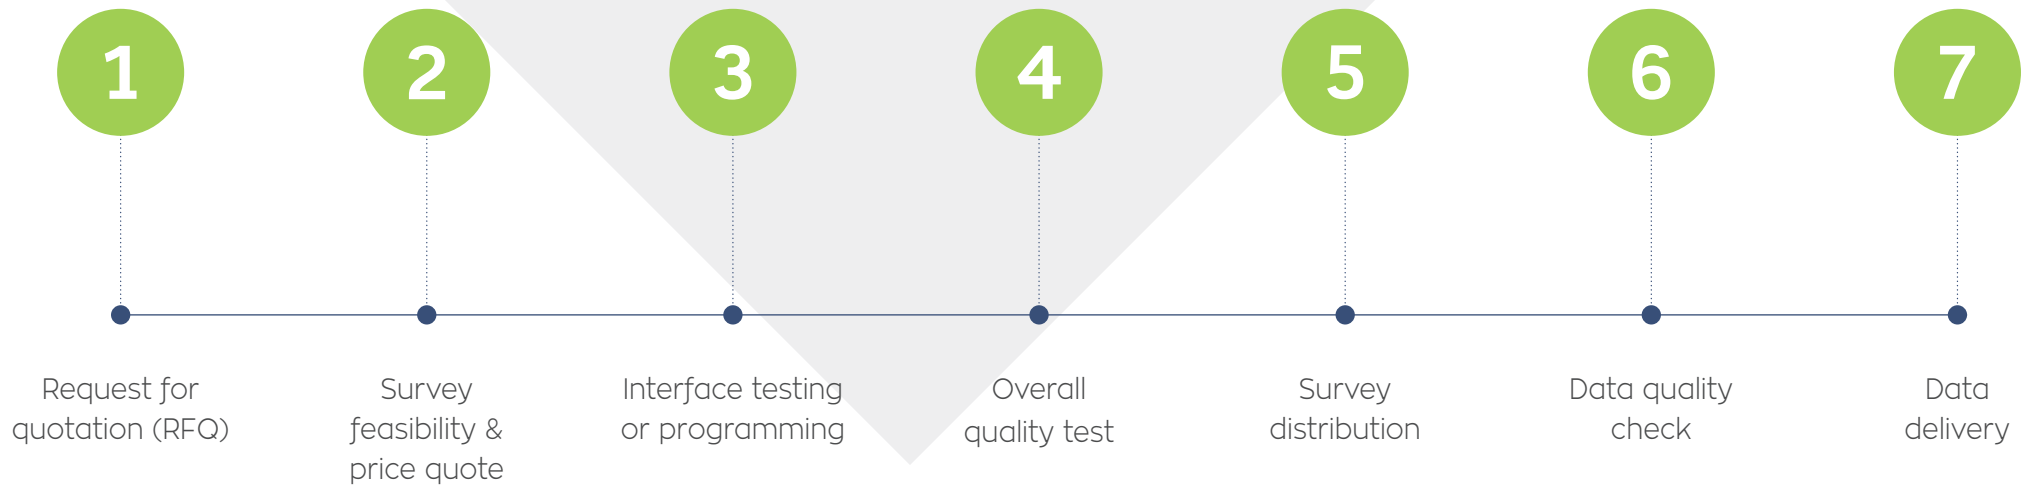 1
2
3
4
5
6
7
Request for
quotation (RFQ)
Survey
feasibility &
price quote
Interface testing
or programming
Overall
quality test
Survey
distribution
Data quality
check
Data
delivery